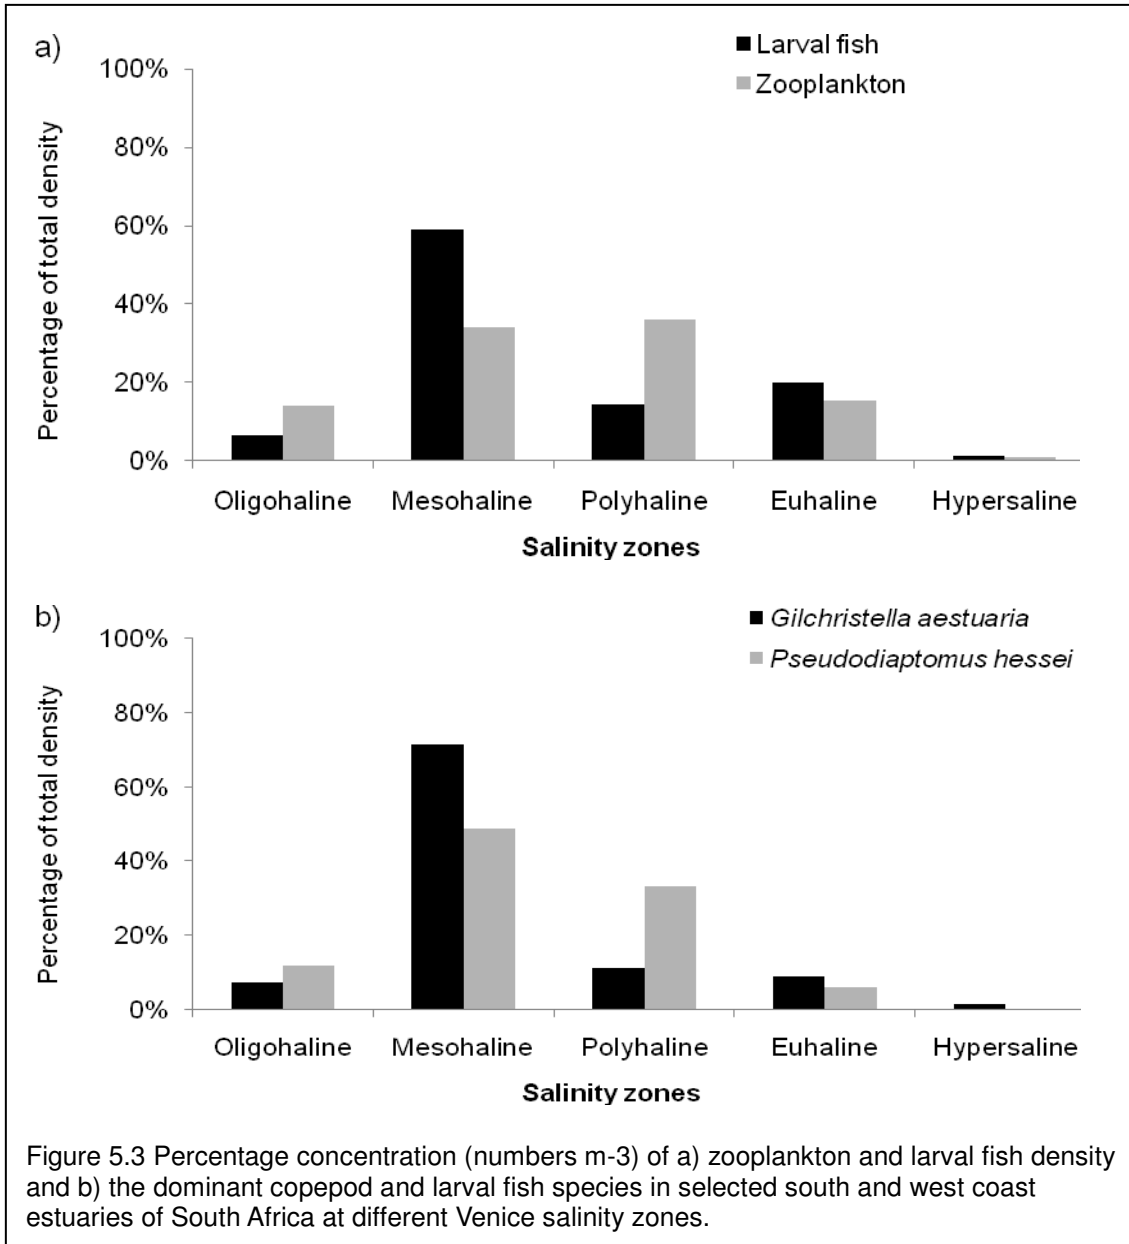 a)
Larval fish
Zooplankton
100%
80%
60%
40%
20%
0%
Percentage of total density
Oligohaline Mesohaline Polyhaline Euhaline Hypersaline
Salinity zones
b)
Gilchristella aestuaria
Pseudodiaptomus hessei
100%
80%
60%
40%
20%
0%
Percentage of total density
Oligohaline Mesohaline Polyhaline Euhaline Hypersaline
Salinity zones
Figure 5.3 Percentage concentration (numbers m-3) of a) zooplankton and larval fish density
and b) the dominant copepod and larval fish species in selected south and west coast
estuaries of South Africa at different Venice salinity zones.